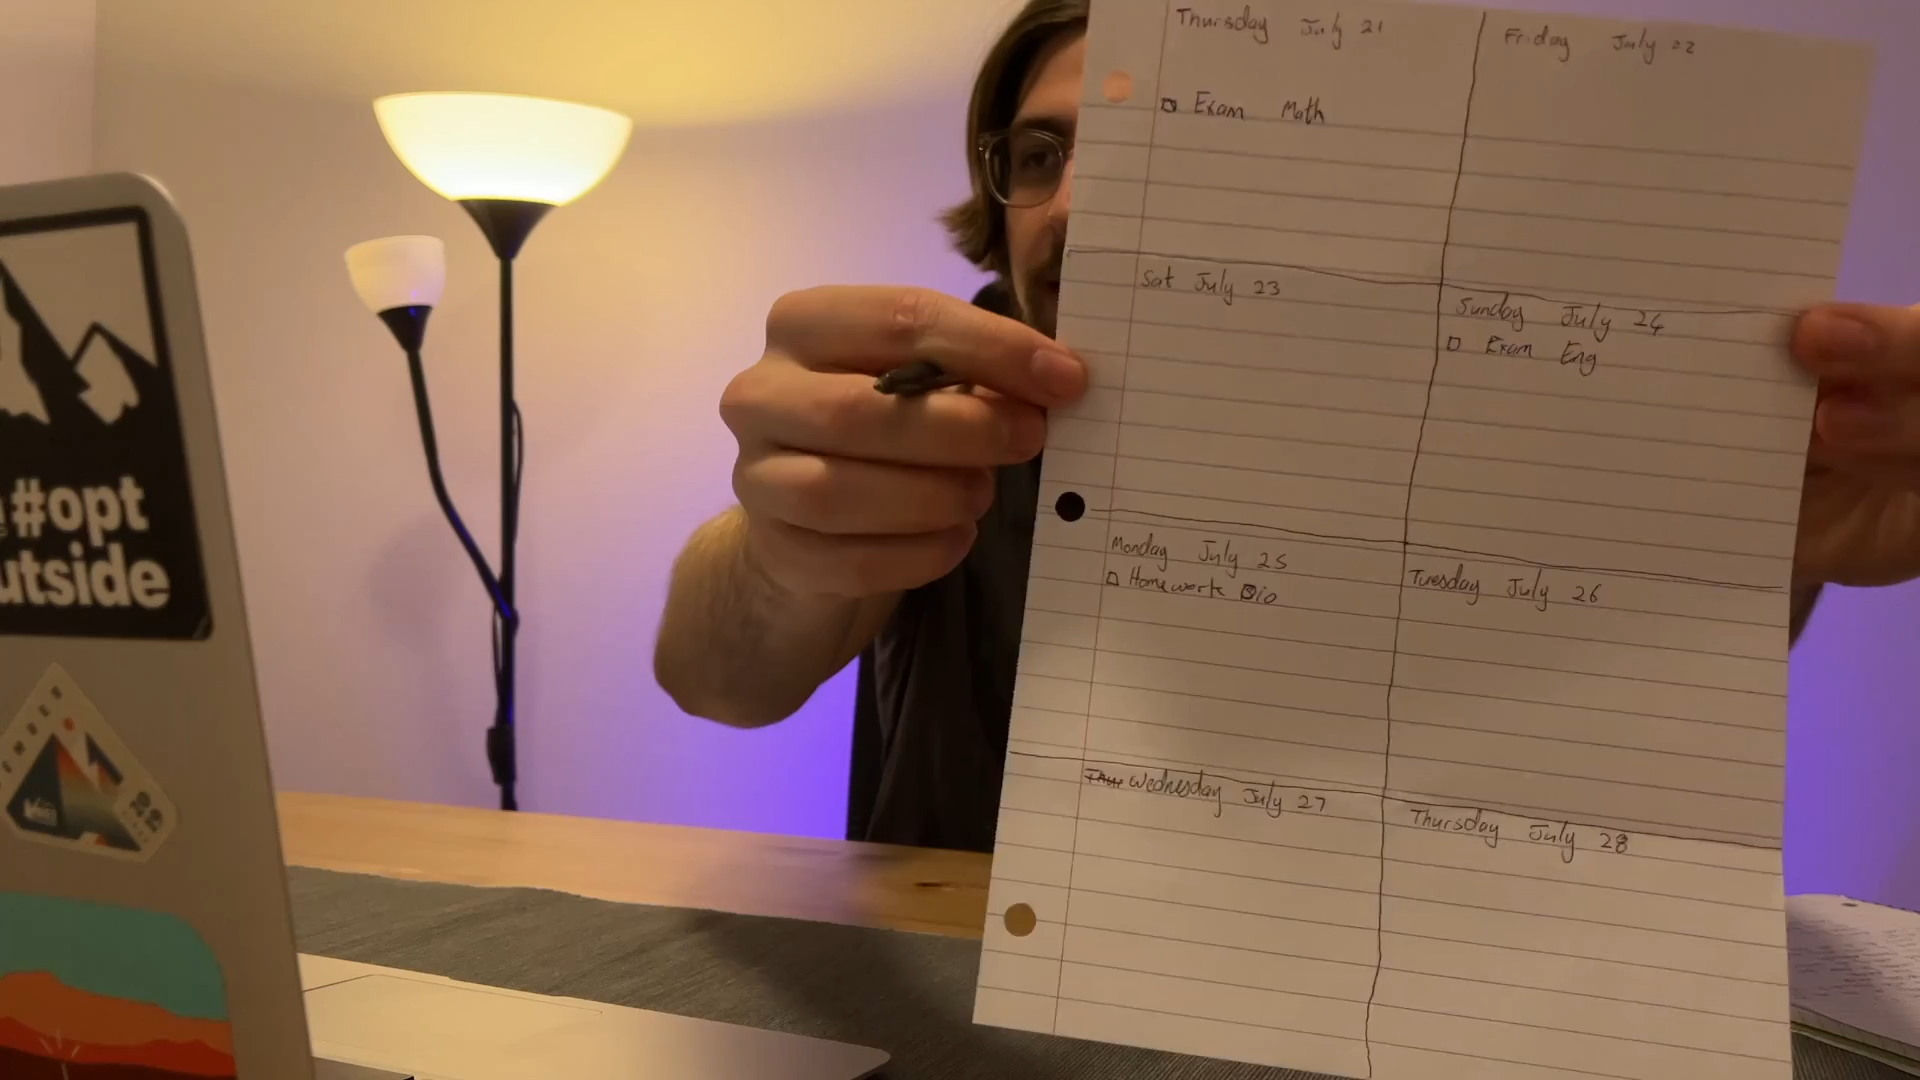 Thursday July 21
Exam Math
Friday July 22
Sat July 23
Sunday July 24
Exam Eng
Monday July 25
Homework Bio
Tuesday July 26
Wednesday July 27
Thursday July 28
#opt
utside